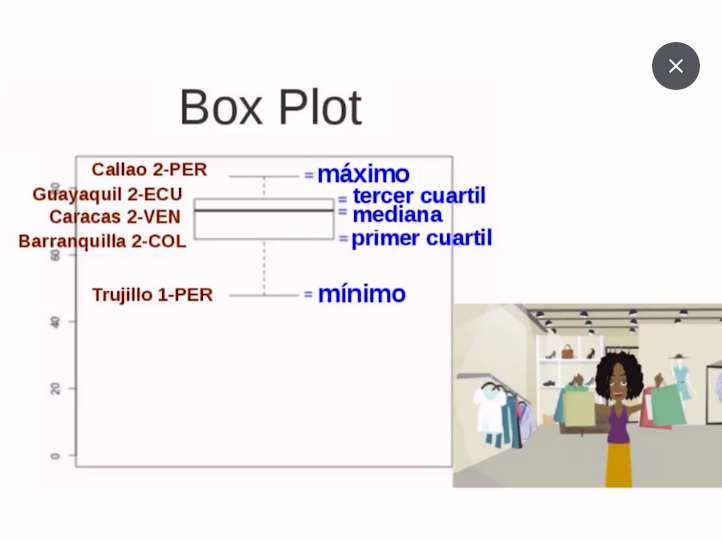 Box Plot
Callao 2-PER
= máximo
80
Guayaquil 2-ECU
= tercer cuartil
Caracas 2-VEN
= mediana
Barranquilla 2-COL
= primer cuartil
60
Trujillo 1-PER
= mínimo
40
20
0